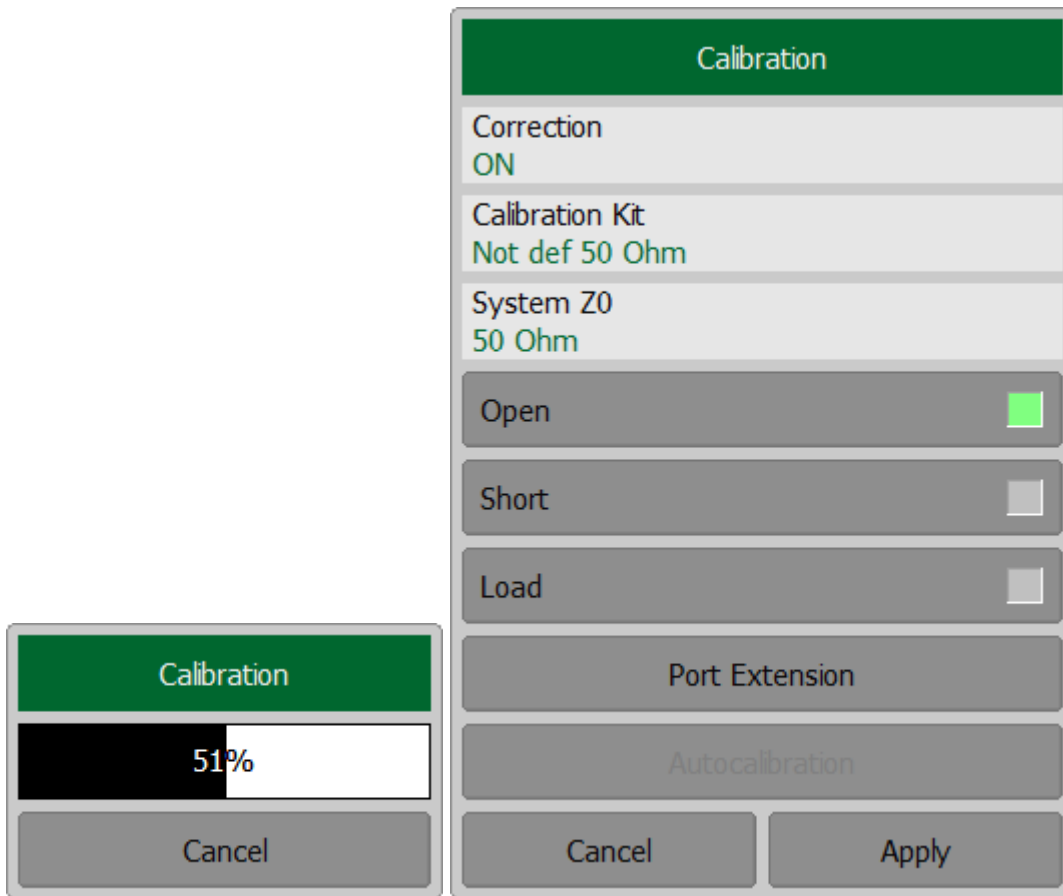 Calibration
51%
Cancel
Calibration
Correction
ON
Calibration Kit
Not def 50 Ohm
System Z0
50 Ohm
Open
Short
Load
Port Extension
Autocalibration
Cancel
Apply